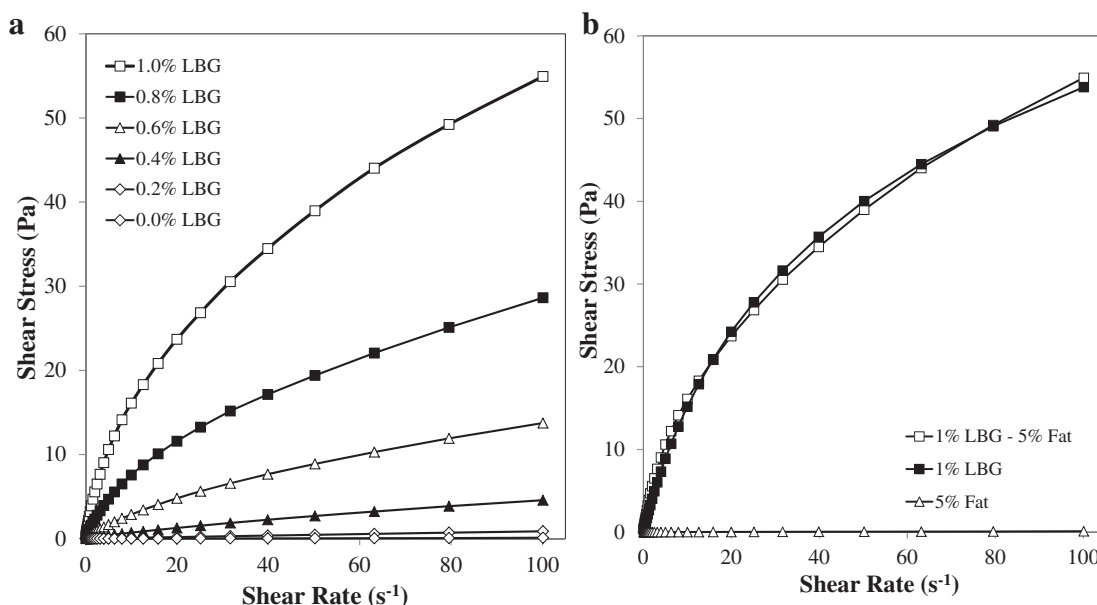 a
60
50
40
30
20
10
0
Shear Stress (Pa)
1.0% LBG
0.8% LBG
0.6% LBG
0.4% LBG
0.2% LBG
0.0% LBG
0 20 40 60 80 100
Shear Rate (s-1)
b
60
50
40
30
20
10
0
Shear Stress (Pa)
1% LBG - 5% Fat
1% LBG
5% Fat
0 20 40 60 80 100
Shear Rate (s-1)